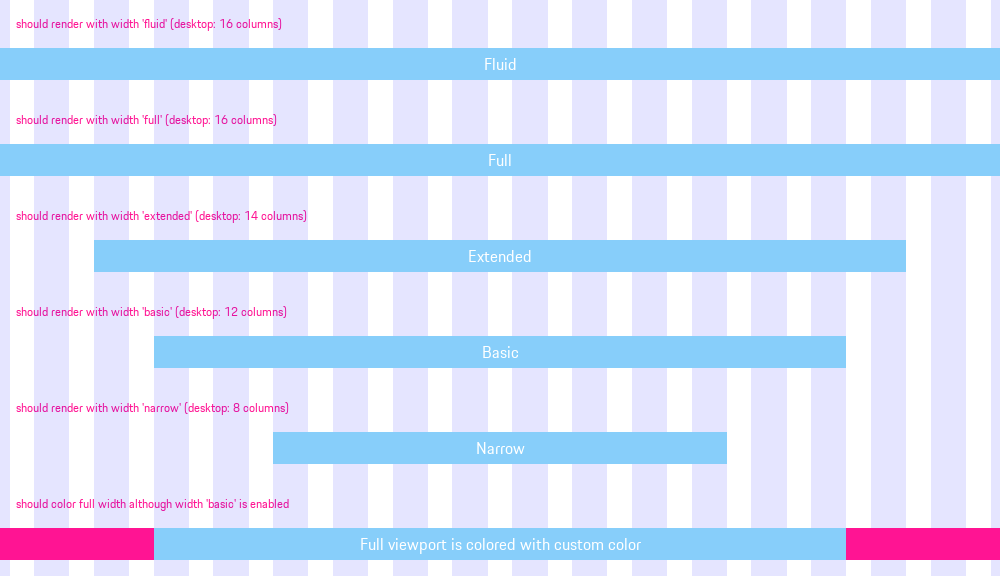 should render with width 'fluid' (desktop: 16 columns)
Fluid
should render with width 'full' (desktop: 16 columns)
Full
should render with width 'extended' (desktop: 14 columns)
Extended
should render with width 'basic' (desktop: 12 columns)
Basic
should render with width 'narrow' (desktop: 8 columns)
Narrow
should color full width although width 'basic' is enabled
Full viewport is colored with custom color